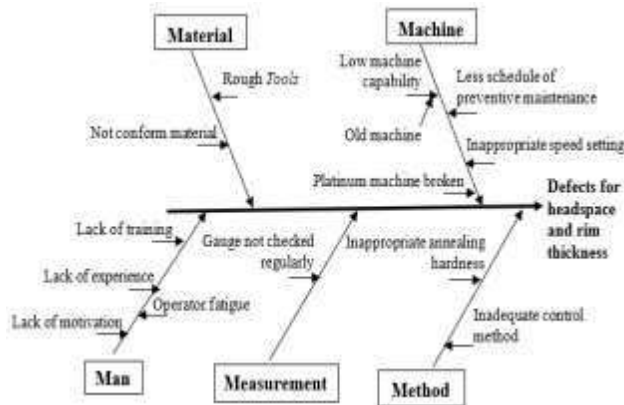 Material
Machine
Rough Tools
Low machine
capability
Less schedule of
preventive maintenance
Not conform material
Old machine
Inappropriate speed setting
Platinum machine broken
Defects for
headspace
and rim
thickness
Lack of training
Gauge not checked
regularly
Inappropriate annealing
hardness
Lack of experience
Operator fatigue
Lack of motivation
Inadequate control
method
Man
Measurement
Method